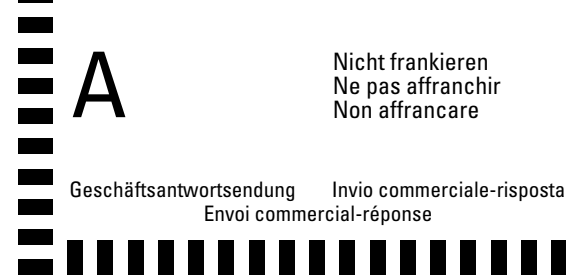 A
Nicht frankieren
Ne pas affranchir
Non affrancare
Geschäftsantwortsendung Invio commerciale-risposta
Envoi commercial-réponse